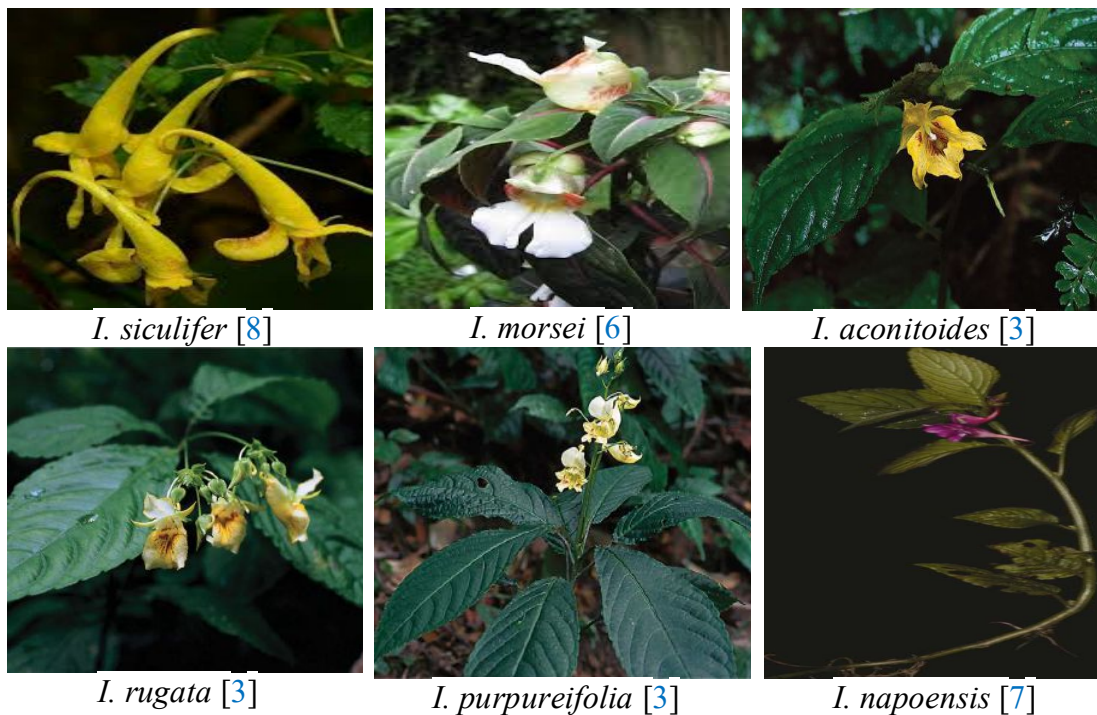 I. siculifer [8]
I. morsei [6]
I. aconitoides [3]
I. rugata [3]
I. purpureifolia [3]
I. napoensis [7]